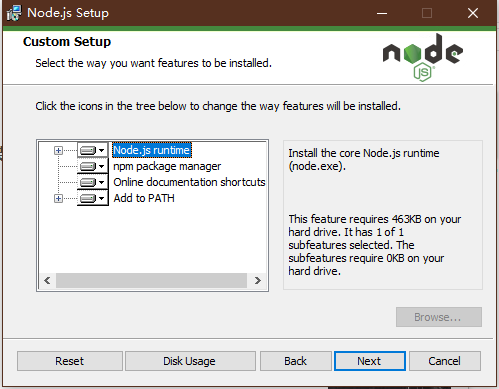 Node.js Setup
Custom Setup
Select the way you want features to be installed.
node
JS
Click the icons in the tree below to change the way features will be installed.
Node.js runtime
npm package manager
Online documentation shortcuts
Add to PATH
Install the core Node.js runtime
(node.exe).
This feature requires 463KB on your
hard drive. It has 1 of 1
subfeatures selected. The
subfeatures require 0KB on your
hard drive.
Browse...
Reset
Disk Usage
Back
Next
Cancel